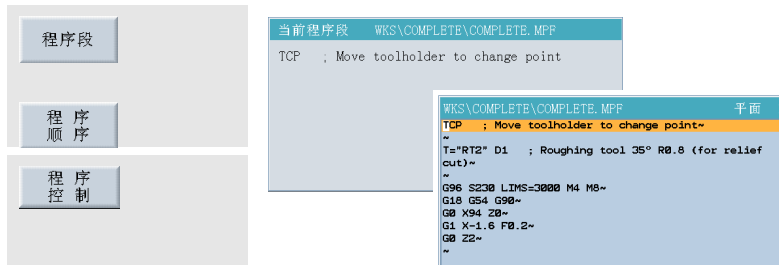 程序段
程 序
顺 序
程 序
控 制
当前程序段 WKS\COMPLETE\COMPLETE.MPF
TCP ; Move toolholder to change point
WKS\COMPLETE\COMPLETE.MPF 平面
TCP ; Move toolholder to change point~
~
T="RT2" D1 ; Roughing tool 35° R0.8 (for relief
cut)~
~
G96 S230 LIMS=3000 M4 M8~
G18 G54 G90~
G0 X94 Z0~
G1 X-1.6 F0.2~
G0 Z2~
~